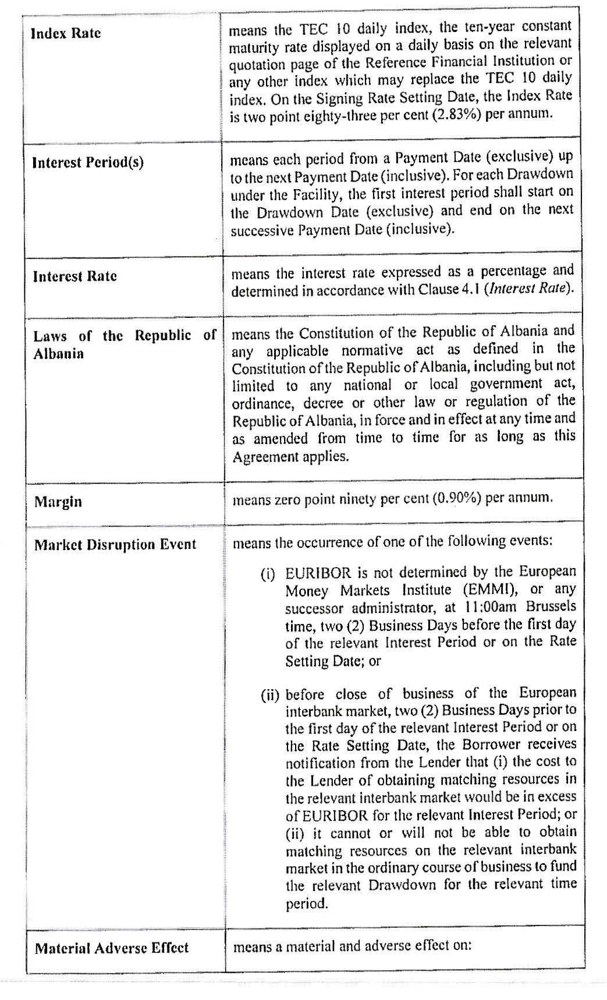 Index Rate
means the TEC 10 daily index, the ten-year constant
maturity rate displayed on a daily basis on the relevant
quotation page of the Reference Financial Institution or
any other index which may replace the TEC 10 daily
index. On the Signing Rate Setting Date, the Index Rate
is two point eighty-three per cent (2.83%) per annum.
Interest Period(s)
means each period from a Payment Date (exclusive) up
to the next Payment Date (inclusive). For each Drawdown
under the Facility, the first interest period shall start on
the Drawdown Date (exclusive) and end on the next
successive Payment Date (inclusive).
Interest Rate
means the interest rate expressed as a percentage and
determined in accordance with Clause 4.1 (Interest Rate).
Laws of the Republic of
Albania
means the Constitution of the Republic of Albania and
any applicable normative act as defined in the
Constitution of the Republic of Albania, including but not
limited to any national or local government act,
ordinance, decree or other law or regulation of the
Republic of Albania, in force and in effect at any time and
as amended from time to time for as long as this
Agreement applies.
Margin
means zero point ninety per cent (0.90%) per annum.
Market Disruption Event
means the occurrence of one of the following events:
(i) EURIBOR is not determined by the European
Money Markets Institute (EMMI), or any
successor administrator, at 11:00am Brussels
time, two (2) Business Days before the first day
of the relevant Interest Period or on the Rate
Setting Date; or
(ii) before close of business of the European
interbank market, two (2) Business Days prior to
the first day of the relevant Interest Period or on
the Rate Setting Date, the Borrower receives
notification from the Lender that (i) the cost to
the Lender of obtaining matching resources in
the relevant interbank market would be in excess
of EURIBOR for the relevant Interest Period; or
(ii) it cannot or will not be able to obtain
matching resources on the relevant interbank
market in the ordinary course of business to fund
the relevant Drawdown for the relevant time
period.
Material Adverse Effect
means a material and adverse effect on: